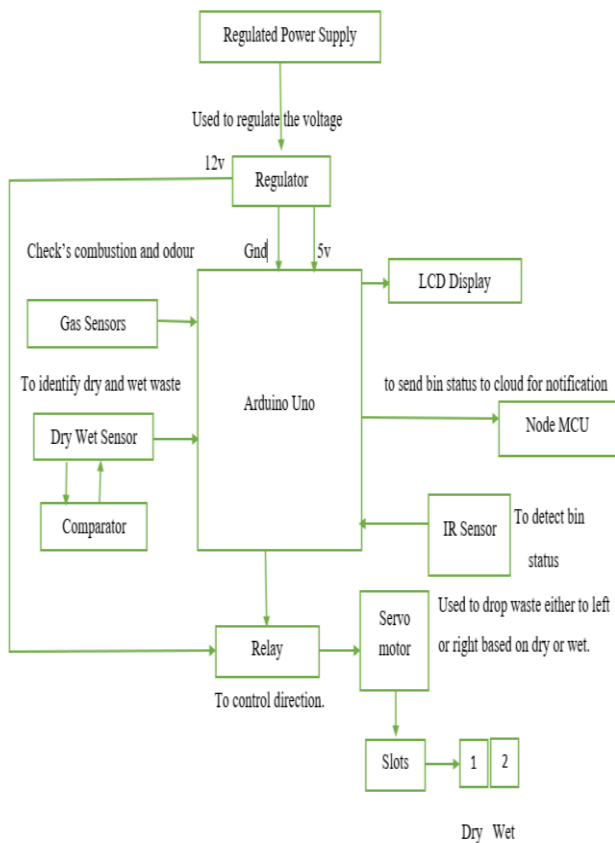 Regulated Power Supply
Used to regulate the voltage
12v
Regulator
Check's combustion and odour
Gnd
5v
LCD Display
Gas Sensors
To identify dry and wet waste
Arduino Uno
to send bin status to cloud for notification
Node MCU
Dry Wet Sensor
Comparator
IR Sensor
To detect bin
status
Servo
motor
Used to drop waste either to left
or right based on dry or wet.
Relay
To control direction.
Slots
1
2
Dry Wet